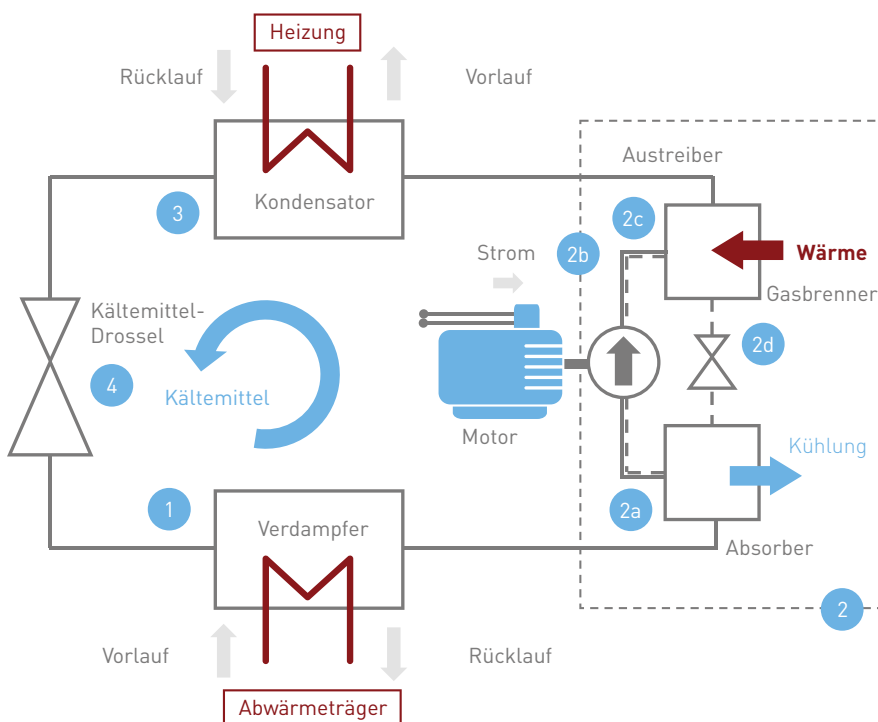 Heizung
Rücklauf
Vorlauf
Austreiber
Kondensator
3
2c
Strom
2b
Wärme
Gasbrenner
Kältemittel-
Drossel
2d
4
Kältemittel
Motor
Kühlung
1
Verdampfer
2a
Absorber
2
Vorlauf
Rücklauf
Abwärmeträger